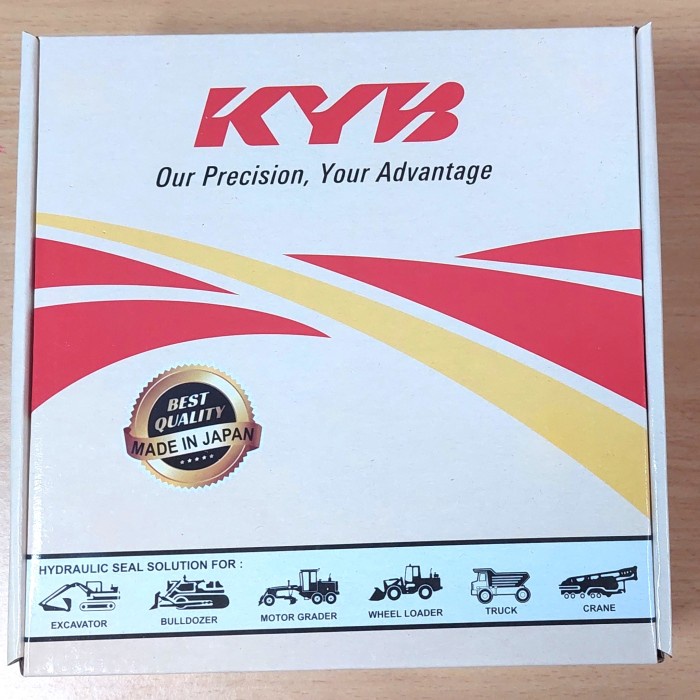 KYB
Our Precision, Your Advantage
BEST
QUALITY
MADE IN JAPAN
HYDRAULIC SEAL SOLUTION FOR :
EXCAVATOR BULLDOZER MOTOR GRADER WHEEL LOADER TRUCK CRANE